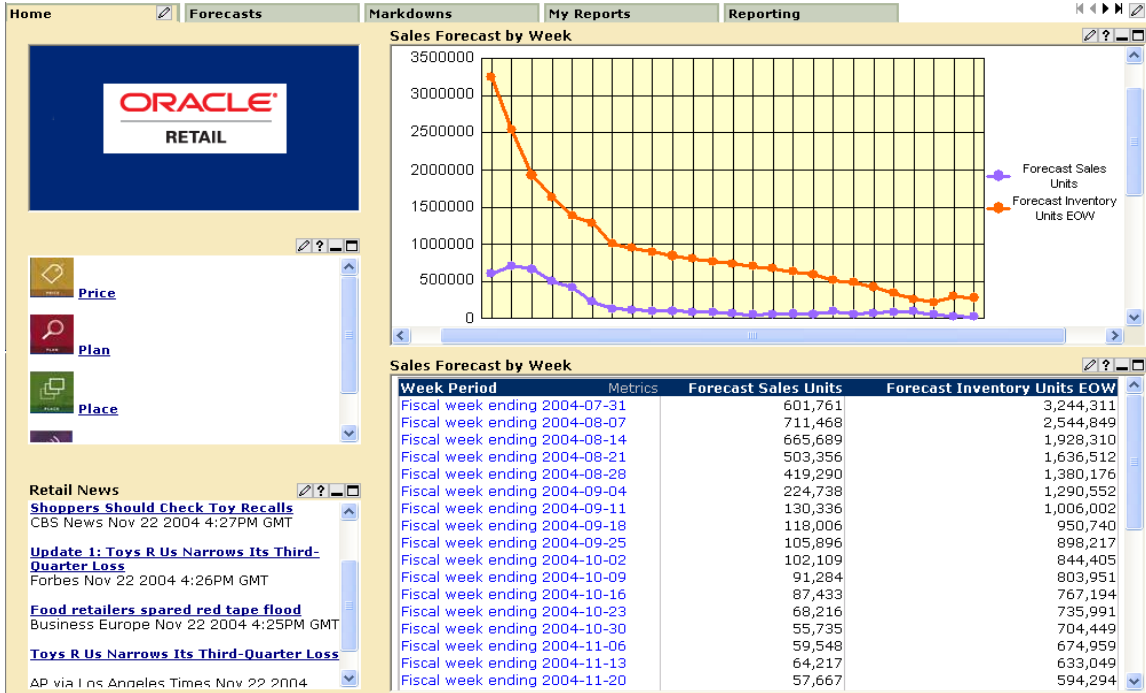 Home
Forecasts
Markdowns
My Reports
Reporting
ORACLE
RETAIL
Price
Plan
Place
Retail News
Shoppers Should Check Toy Recalls
CBS News Nov 22 2004 4:27PM GMT
Update 1: Toys R Us Narrows Its Third-
Quarter Loss
Forbes Nov 22 2004 4:26PM GMT
Food retailers spared red tape flood
Business Europe Nov 22 2004 4:25PM GMT
Toys R Us Narrows Its Third-Quarter Loss
AP via Los Angeles Times Nov 22 2004
Sales Forecast by Week
3500000
3000000
2500000
2000000
1500000
1000000
500000
0
Forecast Sales
Units
Forecast Inventory
Units EOW
Sales Forecast by Week
Week Period Metrics Forecast Sales Units Forecast Inventory Units EOW
Fiscal week ending 2004-07-31 601,761 3,244,311
Fiscal week ending 2004-08-07 711,468 2,544,849
Fiscal week ending 2004-08-14 665,689 1,928,310
Fiscal week ending 2004-08-21 503,356 1,636,512
Fiscal week ending 2004-08-28 419,290 1,380,176
Fiscal week ending 2004-09-04 224,738 1,290,552
Fiscal week ending 2004-09-11 130,336 1,006,002
Fiscal week ending 2004-09-18 118,006 950,740
Fiscal week ending 2004-09-25 105,896 898,217
Fiscal week ending 2004-10-02 102,109 844,405
Fiscal week ending 2004-10-09 91,284 803,951
Fiscal week ending 2004-10-16 87,433 767,194
Fiscal week ending 2004-10-23 68,216 735,991
Fiscal week ending 2004-10-30 55,735 704,449
Fiscal week ending 2004-11-06 59,548 674,959
Fiscal week ending 2004-11-13 64,217 633,049
Fiscal week ending 2004-11-20 57,667 594,294